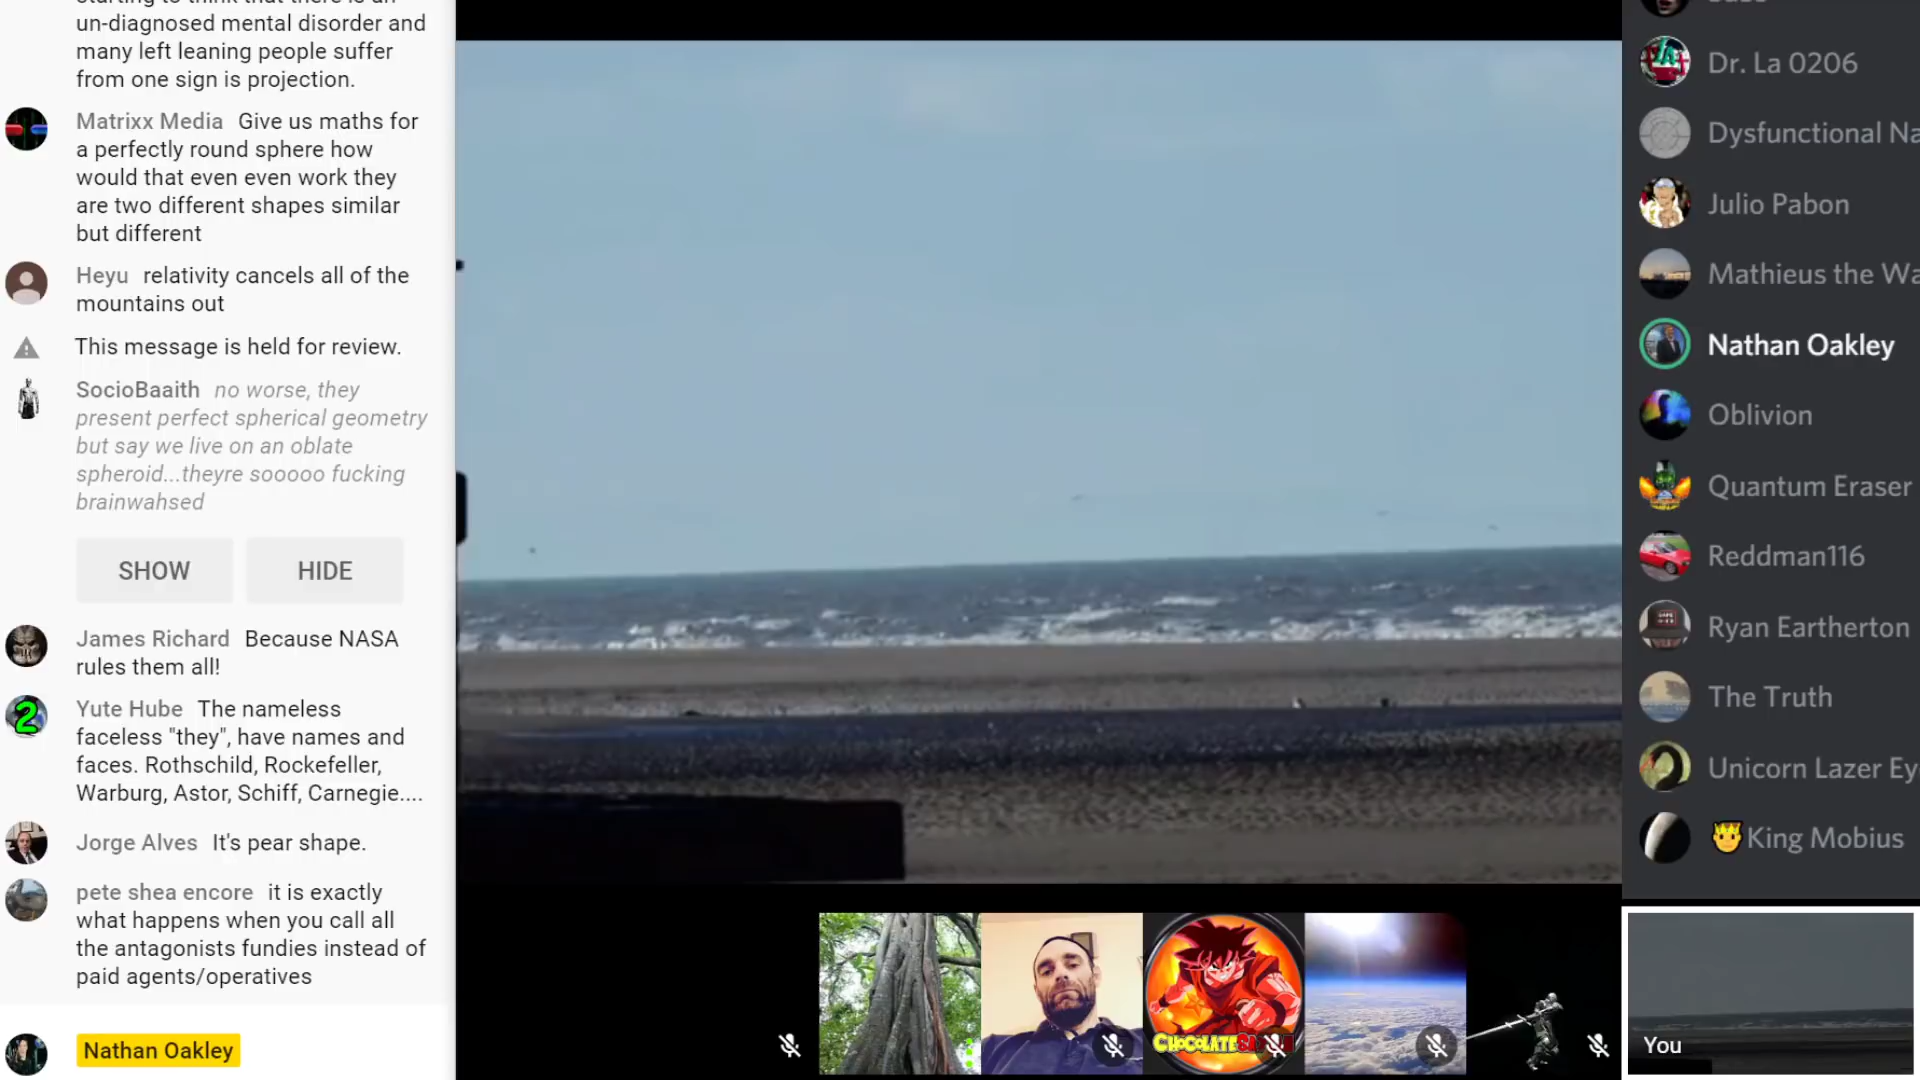 starting to think that there is an
un-diagnosed mental disorder and
many left leaning people suffer
from one sign is projection.
Matrixx Media Give us maths for
a perfectly round sphere how
would that even even work they
are two different shapes similar
but different
Heyu relativity cancels all of the
mountains out
This message is held for review.
SocioBaaith no worse, they
present perfect spherical geometry
but say we live on an oblate
spheroid...theyre sooooo fucking
brainwahsed
SHOW HIDE
James Richard Because NASA
rules them all!
Yute Hube The nameless
faceless "they", have names and
faces. Rothschild, Rockefeller,
Warburg, Astor, Schiff, Carnegie....
Jorge Alves It's pear shape.
pete shea encore it is exactly
what happens when you call all
the antagonists fundies instead of
paid agents/operatives
Nathan Oakley
Dr. La 0206
Dysfunctional Na
Julio Pabon
Mathieus the Wa
Nathan Oakley
Oblivion
Quantum Eraser
Reddman116
Ryan Eartherton
The Truth
Unicorn Lazer Ey
King Mobius
You